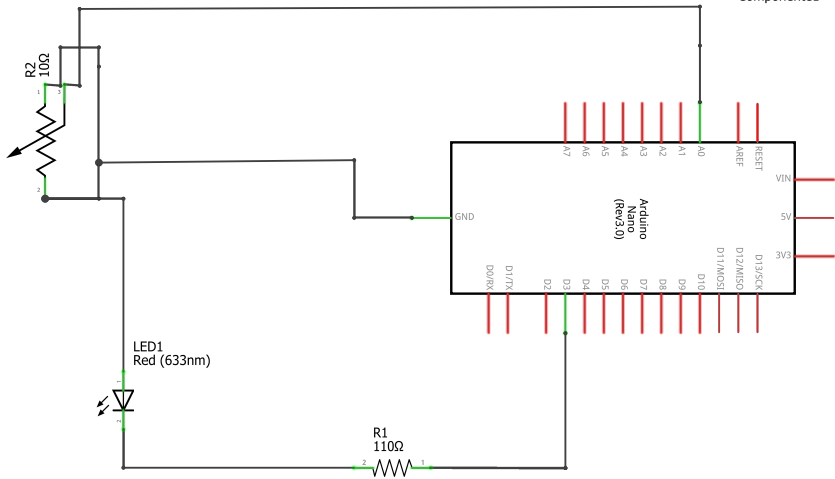 R2
10Ω
1
3
2
A7
A6
A5
A4
A3
A2
A1
A0
AREF
RESET
VIN
5V
3V3
GND
Arduino
Nano
(Rev3.0)
D0/RX
D1/TX
D2
D3
D4
D5
D6
D7
D8
D9
D10
D11/MOSI
D12/MISO
D13/SCK
LED1
Red (633nm)
1
2
R1
110Ω
2
1